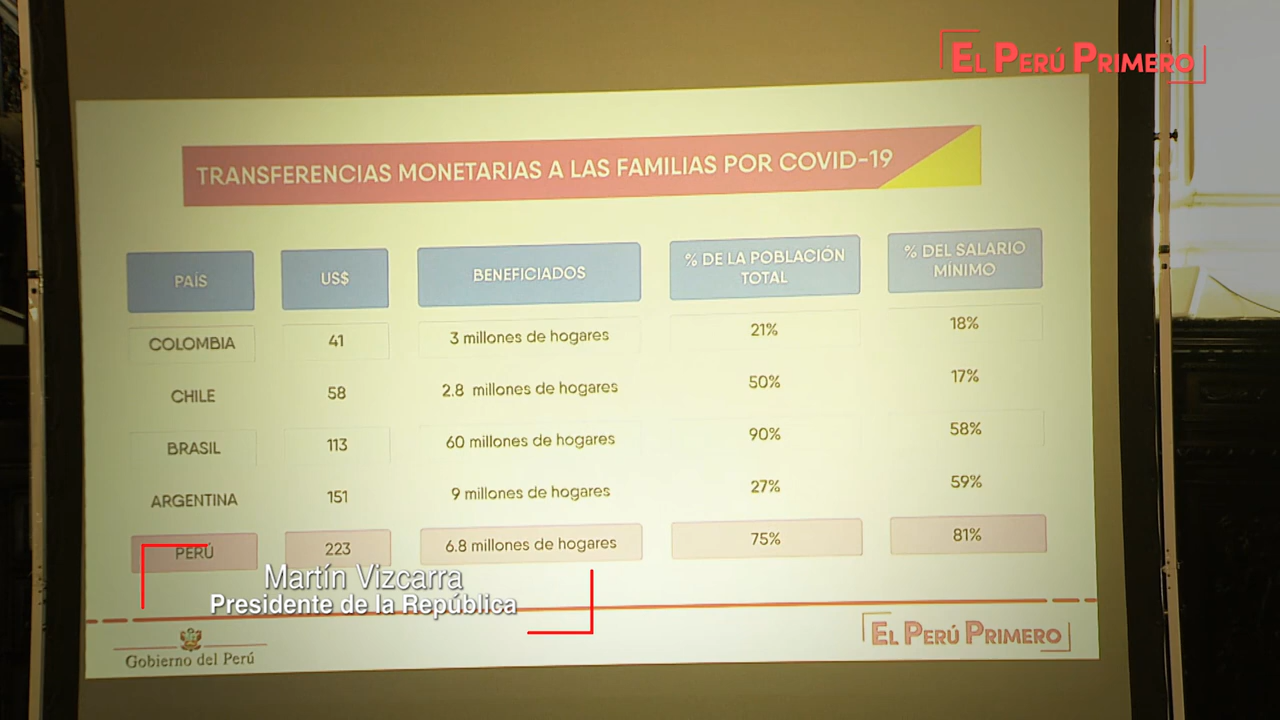 EL PERÚ PRIMERO
TRANSFERENCIAS MONETARIAS A LAS FAMILIAS POR COVID-19
PAÍS US$ BENEFICIADOS % DE LA POBLACIÓN TOTAL % DEL SALARIO MÍNIMO
COLOMBIA 41 3 millones de hogares 21% 18%
CHILE 58 2.8 millones de hogares 50% 17%
BRASIL 113 60 millones de hogares 90% 58%
ARGENTINA 151 9 millones de hogares 27% 59%
PERÚ 223 6.8 millones de hogares 75% 81%
Martín Vizcarra
Presidente de la República
Gobierno del Perú
EL PERÚ PRIMERO